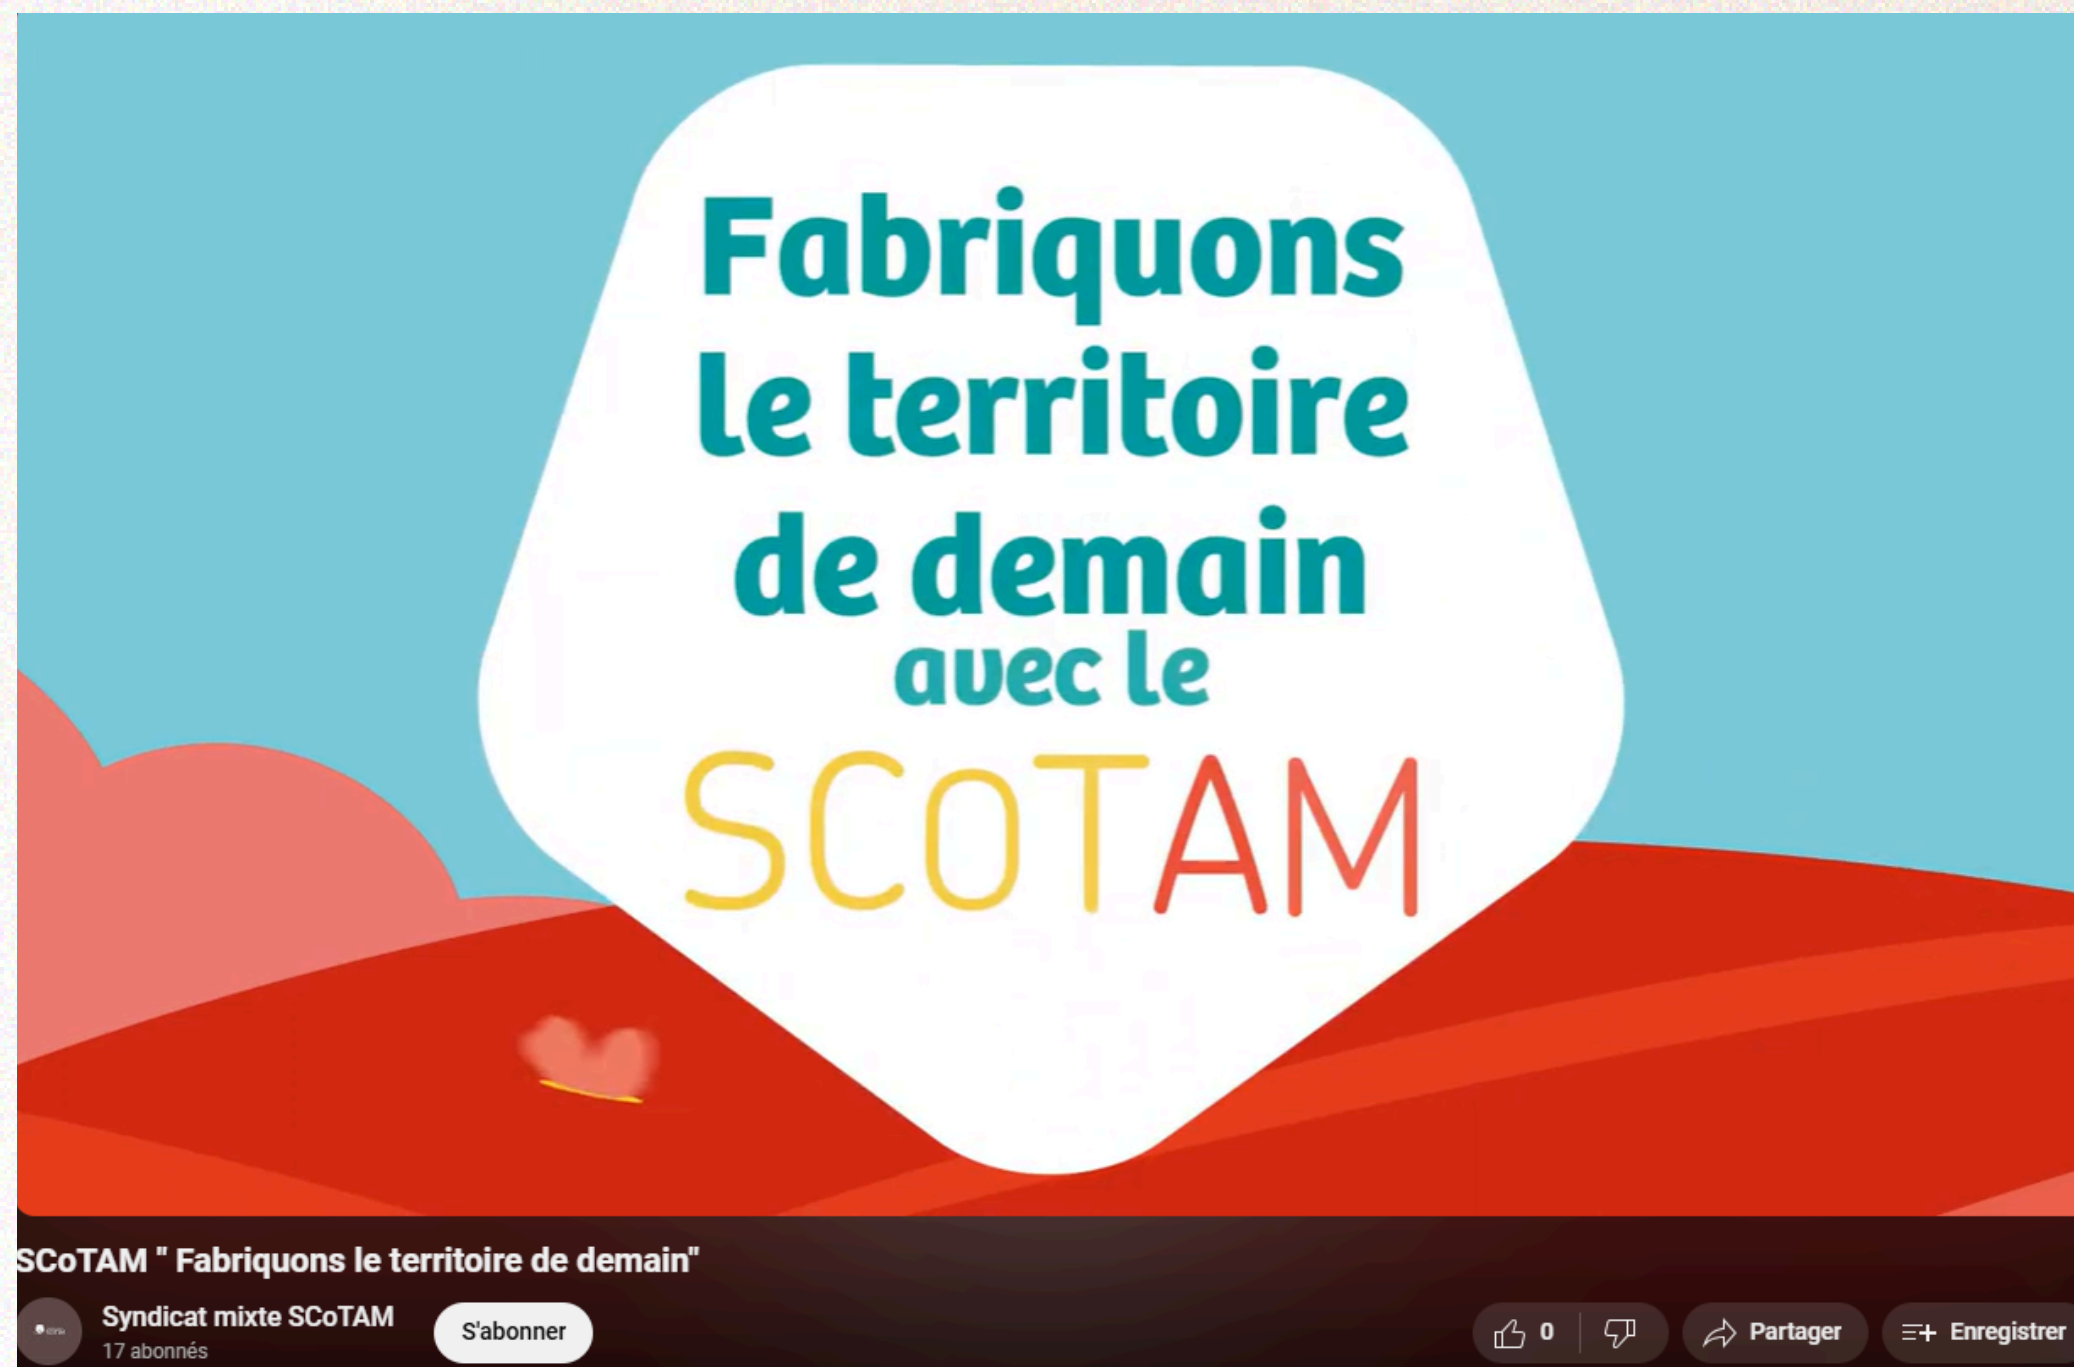 Fabriquons
le territoire
de demain
avec le
SCoTAM
SCoTAM " Fabriquons le territoire de demain"
Syndicat mixte SCoTAM
17 abonnés
S'abonner
0
Partager
Enregistrer